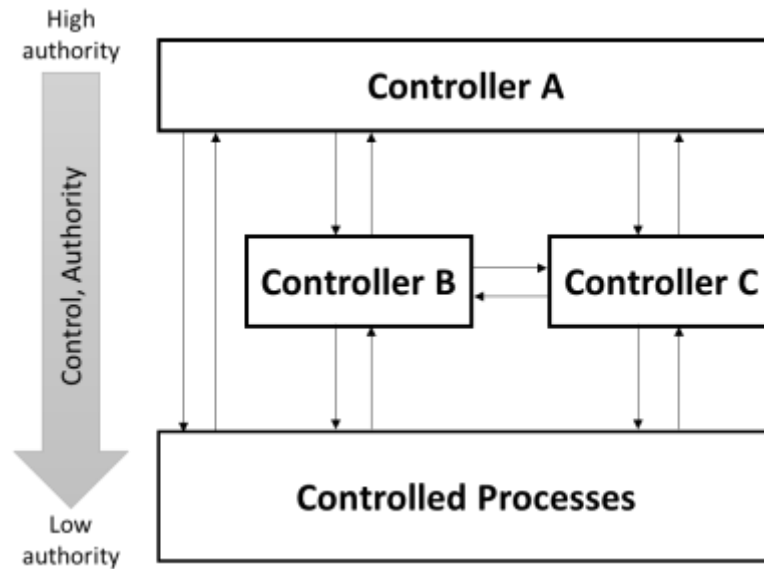 High
authority
Controller A
Control, Authority
Controller B
Controller C
Controlled Processes
Low
authority